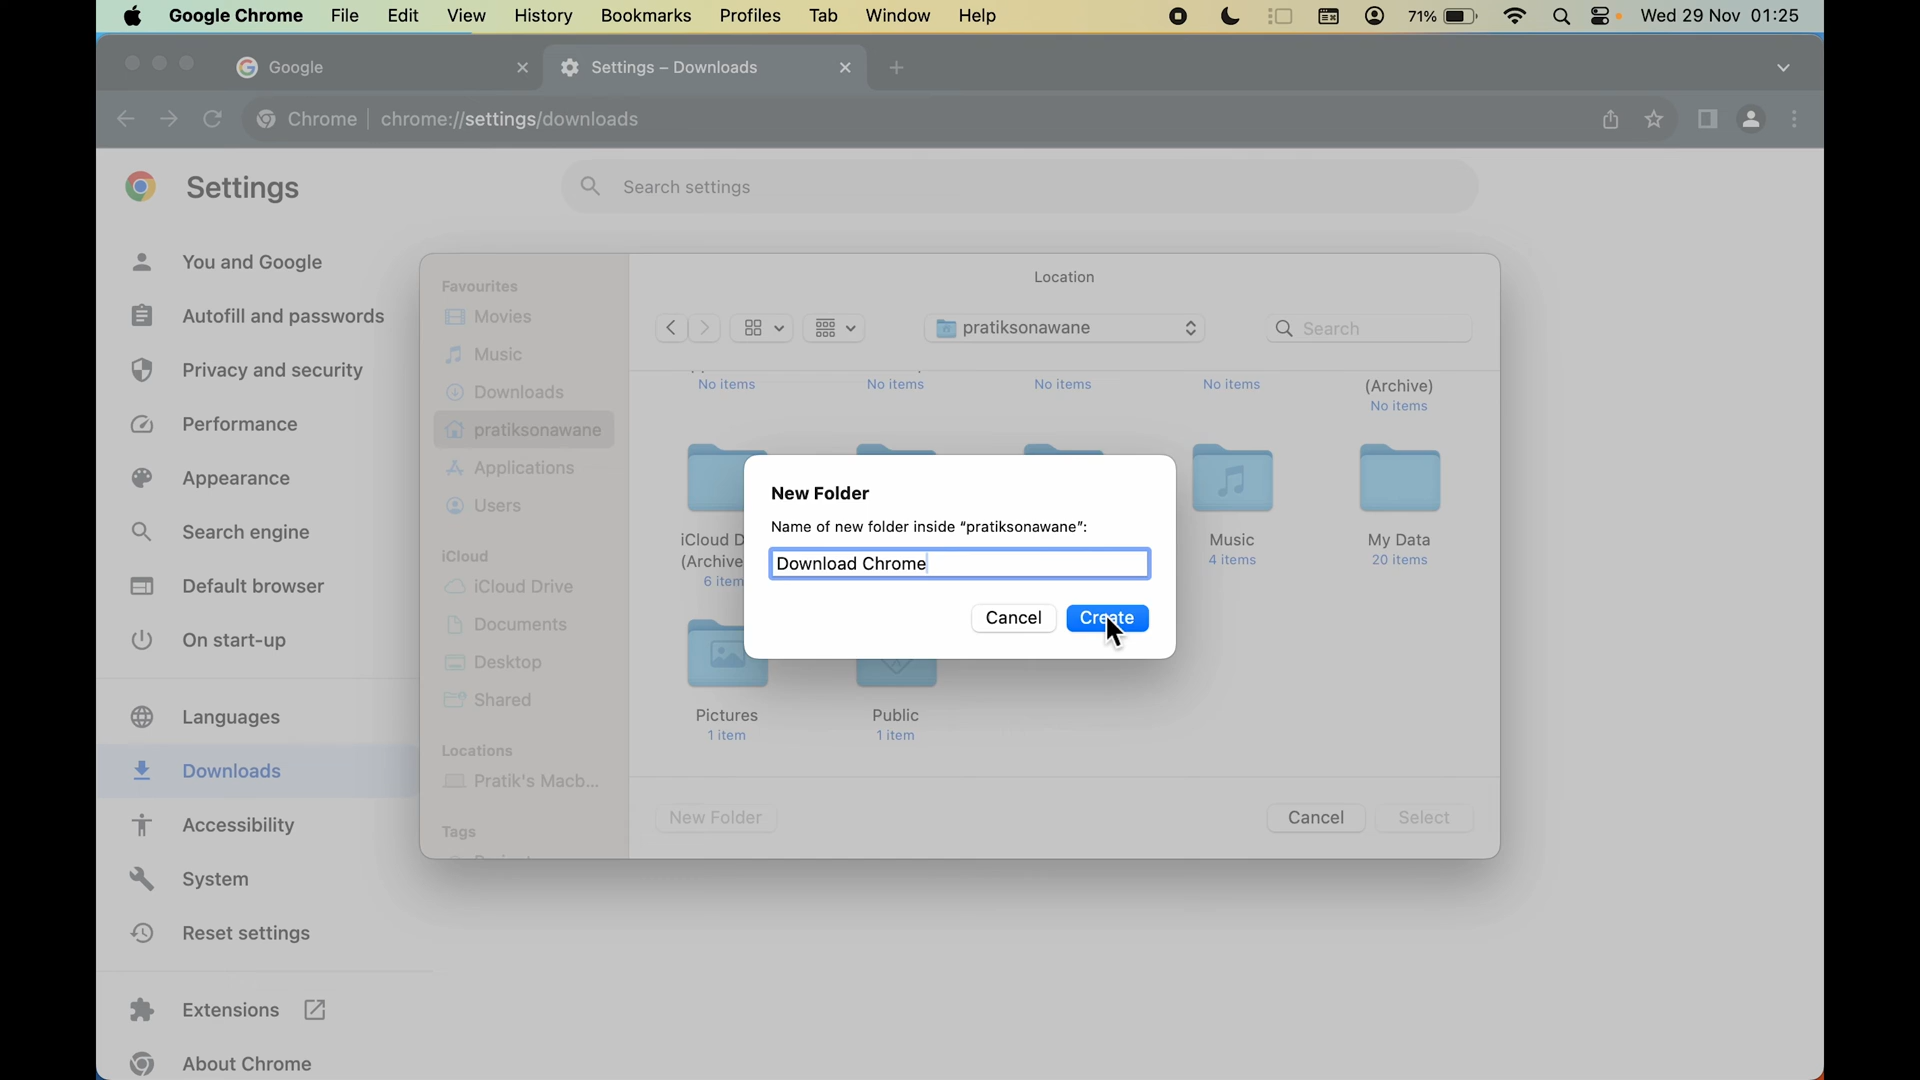 Google Chrome File Edit View History Bookmarks Profiles Tab Window Help 71% Wed 29 Nov 01:25
Google Settings – Downloads
Chrome chrome://settings/downloads
Settings Search settings
You and Google
Autofill and passwords
Privacy and security
Performance
Appearance
Search engine
Default browser
On start-up
Languages
Downloads
Accessibility
System
Reset settings
Extensions
About Chrome
Favourites
Movies
Music
Downloads
pratiksonawane
Applications
Users
iCloud
iCloud Drive
Documents
Desktop
Shared
Locations
Pratik's Macb...
Tags
Location
pratiksonawane Search
No items No items No items No items (Archive)
No items
iCloud D
(Archive
6 item
Music
4 items
My Data
20 items
Pictures
1 item
Public
1 item
New Folder Cancel Select
New Folder
Name of new folder inside “pratiksonawane”:
Download Chrome
Cancel Create